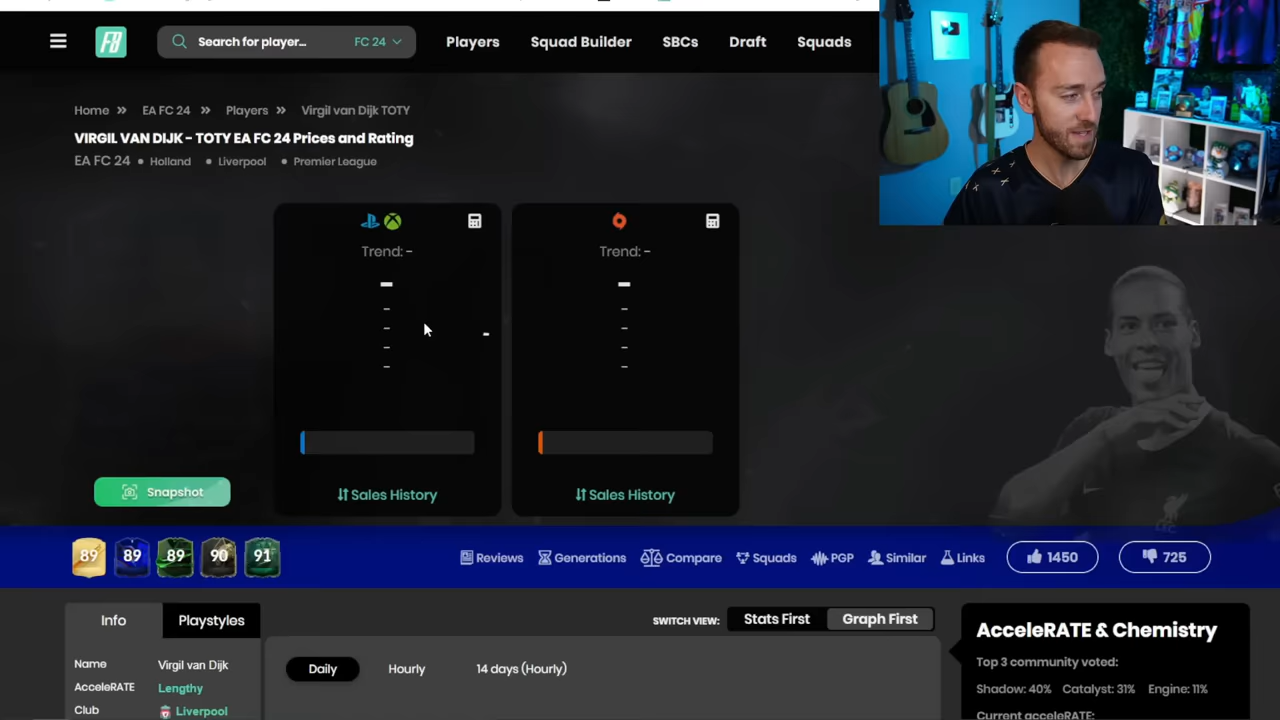 FB
Search for player...
FC 24
Players
Squad Builder
SBCs
Draft
Squads
Home » EA FC 24 » Players » Virgil van Dijk TOTY
VIRGIL VAN DIJK - TOTY EA FC 24 Prices and Rating
EA FC 24 • Holland • Liverpool • Premier League
Trend: -
Trend: -
-
-
-
-
-
-
-
-
-
-
-
Sales History
Sales History
Snapshot
89
89
89
90
91
Reviews
Generations
Compare
Squads
PGP
Similar
Links
1450
725
Info
Playstyles
SWITCH VIEW:
Stats First
Graph First
AcceleRATE & Chemistry
Name Virgil van Dijk
Daily
Hourly
14 days (Hourly)
Top 3 community voted:
AcceleRATE Lengthy
Shadow: 40% Catalyst: 31% Engine: 11%
Club Liverpool
Current acceleRATE: